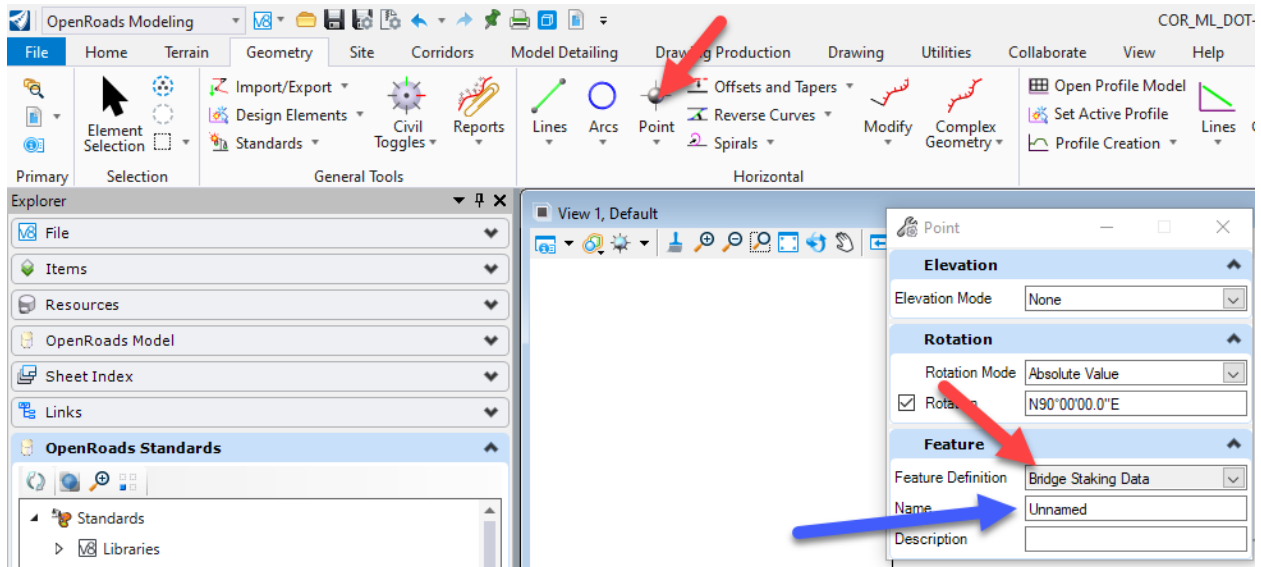 OpenRoads Modeling
COR_ML_DOT-
File Home Terrain Geometry Site Corridors Model Detailing Drawing Production Drawing Utilities Collaborate View Help
Import/Export
Design Elements
Standards
Element
Selection
Civil
Toggles
Reports
Lines Arcs Point
Offsets and Tapers
Reverse Curves
Spirals
Modify
Complex
Geometry
Open Profile Model
Set Active Profile
Profile Creation
Lines
Primary Selection General Tools Horizontal
Explorer
File
Items
Resources
OpenRoads Model
Sheet Index
Links
OpenRoads Standards
Standards
Libraries
View 1, Default
Point
Elevation
Elevation Mode None
Rotation
Rotation Mode Absolute Value
Rotation N90°00'00.0"E
Feature
Feature Definition Bridge Staking Data
Name Unnamed
Description